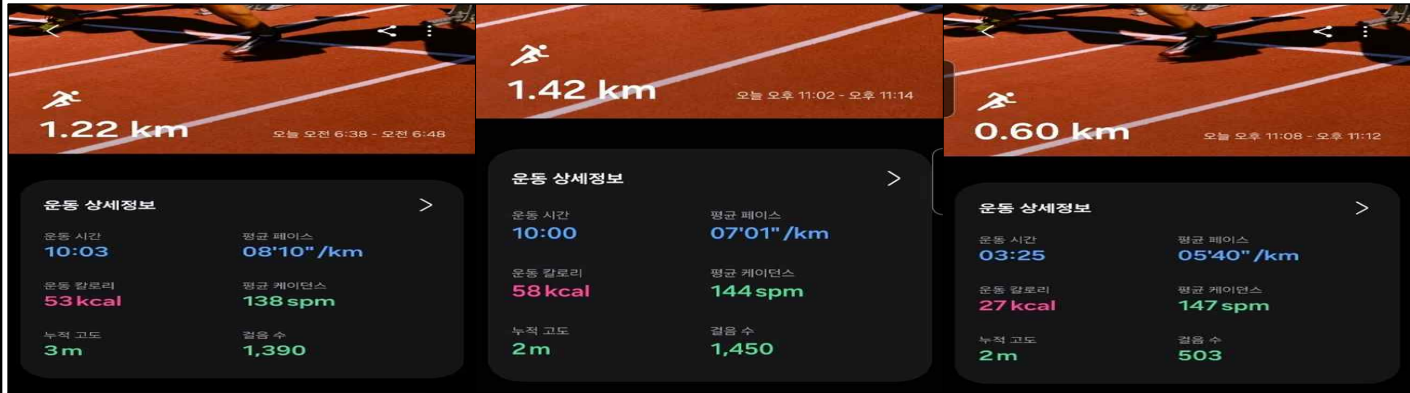 1.22 km
오늘 오전 6:38 - 오전 6:48
운동 상세정보
운동 시간 평균 페이스
10:03 08'10"/km
운동 칼로리 평균 케이던스
53 kcal 138 spm
누적 고도 걸음 수
3 m 1,390
1.42 km
오늘 오후 11:02 - 오후 11:14
운동 상세정보
운동 시간 평균 페이스
10:00 07'01"/km
운동 칼로리 평균 케이던스
58 kcal 144 spm
누적 고도 걸음 수
2 m 1,450
0.60 km
오늘 오후 11:08 - 오후 11:12
운동 상세정보
운동 시간 평균 페이스
03:25 05'40"/km
운동 칼로리 평균 케이던스
27 kcal 147 spm
누적 고도 걸음 수
2 m 503